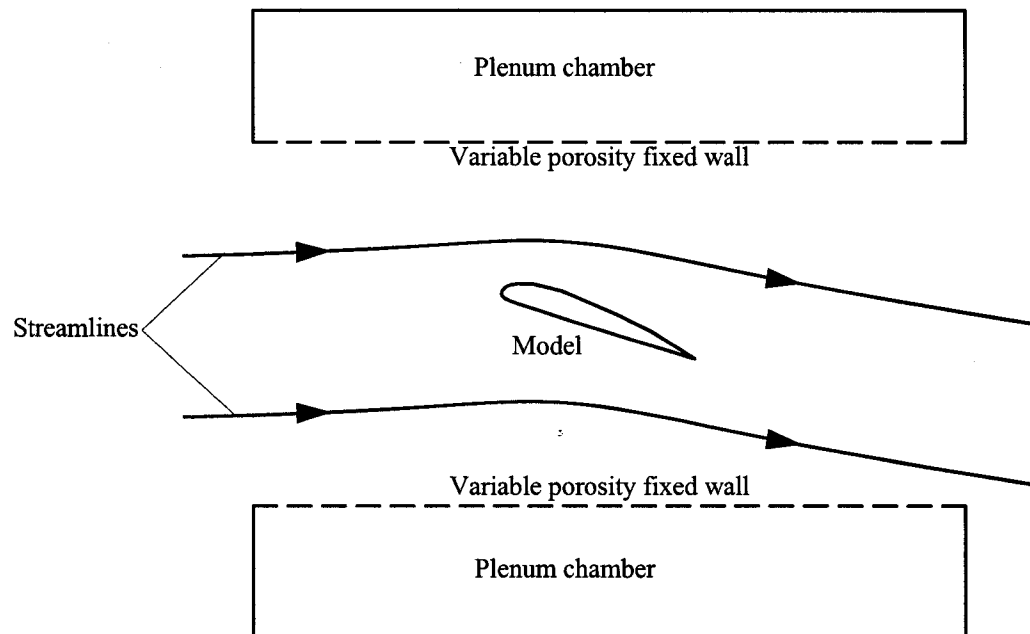 Plenum chamber
Variable porosity fixed wall
Streamlines
Model
Variable porosity fixed wall
Plenum chamber